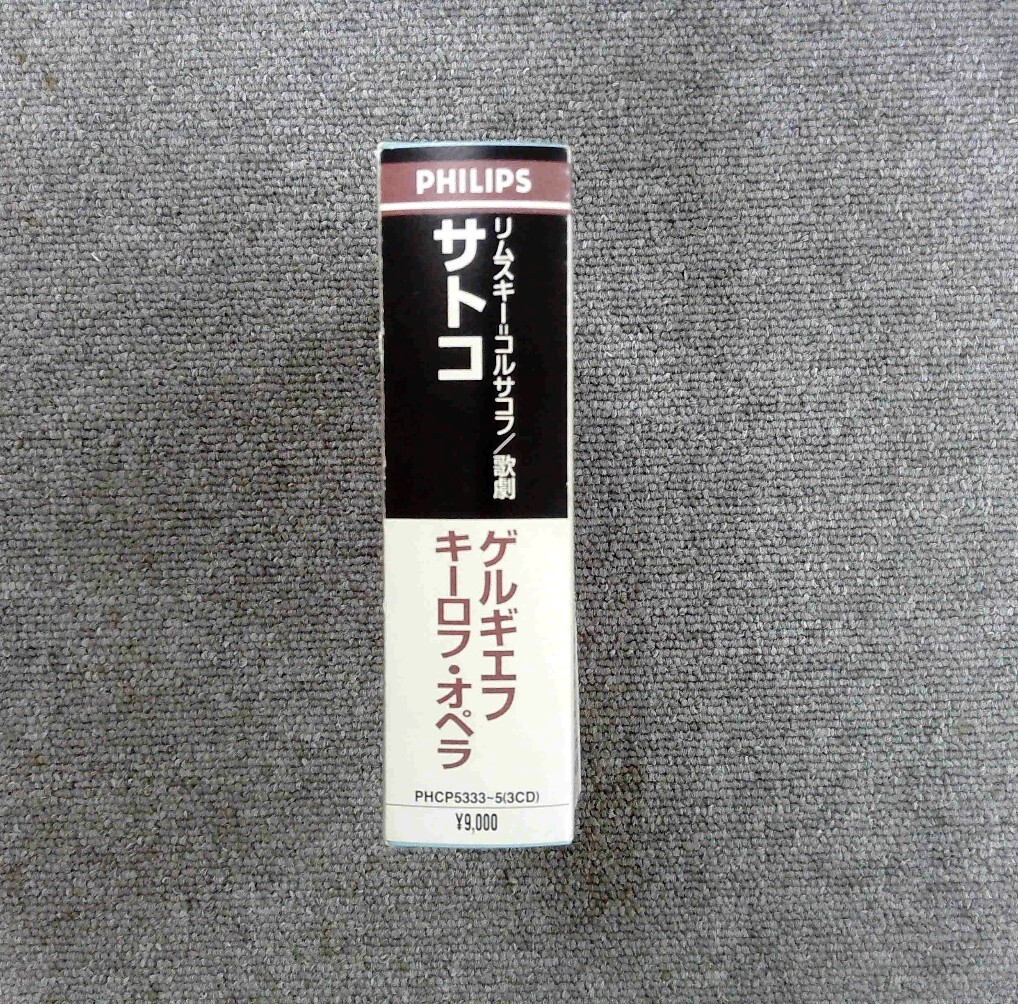 PHILIPS
リムスキー=コルサコフ/歌劇
サトコ
ゲルギエフ
キーロフ・オペラ
PHCP5333~5(3CD)
¥9,000